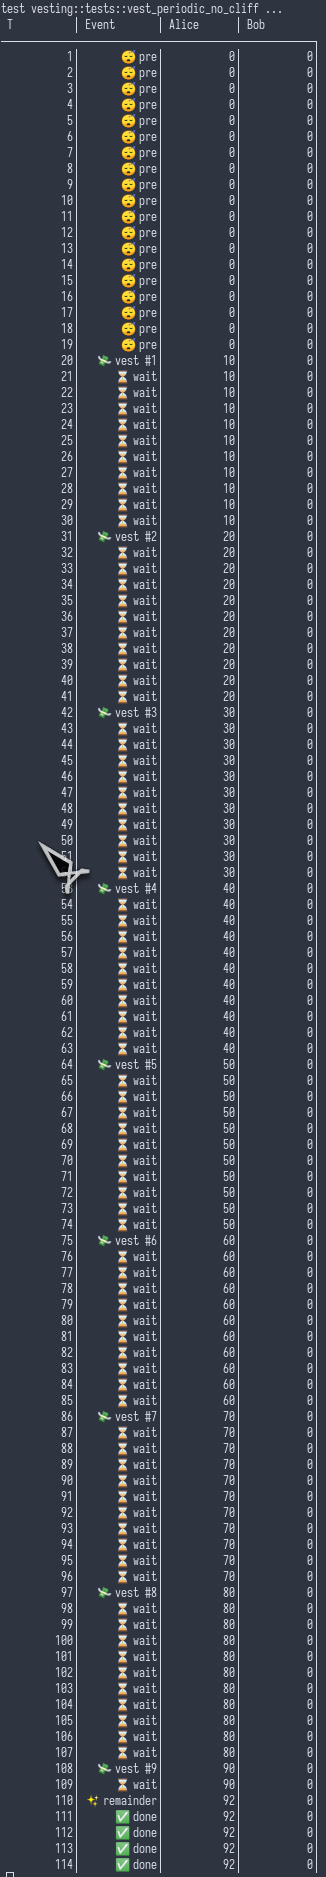 test vesting::tests::vest_periodic_no_cliff ...
T | Event | Alice | Bob
1 | 😴 pre | 0 | 0
2 | 😴 pre | 0 | 0
3 | 😴 pre | 0 | 0
4 | 😴 pre | 0 | 0
5 | 😴 pre | 0 | 0
6 | 😴 pre | 0 | 0
7 | 😴 pre | 0 | 0
8 | 😴 pre | 0 | 0
9 | 😴 pre | 0 | 0
10 | 😴 pre | 0 | 0
11 | 😴 pre | 0 | 0
12 | 😴 pre | 0 | 0
13 | 😴 pre | 0 | 0
14 | 😴 pre | 0 | 0
15 | 😴 pre | 0 | 0
16 | 😴 pre | 0 | 0
17 | 😴 pre | 0 | 0
18 | 😴 pre | 0 | 0
19 | 😴 pre | 0 | 0
20 | 💸 vest #1 | 10 | 0
21 | ⏳ wait | 10 | 0
22 | ⏳ wait | 10 | 0
23 | ⏳ wait | 10 | 0
24 | ⏳ wait | 10 | 0
25 | ⏳ wait | 10 | 0
26 | ⏳ wait | 10 | 0
27 | ⏳ wait | 10 | 0
28 | ⏳ wait | 10 | 0
29 | ⏳ wait | 10 | 0
30 | ⏳ wait | 10 | 0
31 | 💸 vest #2 | 20 | 0
32 | ⏳ wait | 20 | 0
33 | ⏳ wait | 20 | 0
34 | ⏳ wait | 20 | 0
35 | ⏳ wait | 20 | 0
36 | ⏳ wait | 20 | 0
37 | ⏳ wait | 20 | 0
38 | ⏳ wait | 20 | 0
39 | ⏳ wait | 20 | 0
40 | ⏳ wait | 20 | 0
41 | ⏳ wait | 20 | 0
42 | 💸 vest #3 | 30 | 0
43 | ⏳ wait | 30 | 0
44 | ⏳ wait | 30 | 0
45 | ⏳ wait | 30 | 0
46 | ⏳ wait | 30 | 0
47 | ⏳ wait | 30 | 0
48 | ⏳ wait | 30 | 0
49 | ⏳ wait | 30 | 0
50 | ⏳ wait | 30 | 0
51 | ⏳ wait | 30 | 0
| ⏳ wait | 30 | 0
53 | 💸 vest #4 | 40 | 0
54 | ⏳ wait | 40 | 0
55 | ⏳ wait | 40 | 0
56 | ⏳ wait | 40 | 0
57 | ⏳ wait | 40 | 0
58 | ⏳ wait | 40 | 0
59 | ⏳ wait | 40 | 0
60 | ⏳ wait | 40 | 0
61 | ⏳ wait | 40 | 0
62 | ⏳ wait | 40 | 0
63 | ⏳ wait | 40 | 0
64 | 💸 vest #5 | 50 | 0
65 | ⏳ wait | 50 | 0
66 | ⏳ wait | 50 | 0
67 | ⏳ wait | 50 | 0
68 | ⏳ wait | 50 | 0
69 | ⏳ wait | 50 | 0
70 | ⏳ wait | 50 | 0
71 | ⏳ wait | 50 | 0
72 | ⏳ wait | 50 | 0
73 | ⏳ wait | 50 | 0
74 | ⏳ wait | 50 | 0
75 | 💸 vest #6 | 60 | 0
76 | ⏳ wait | 60 | 0
77 | ⏳ wait | 60 | 0
78 | ⏳ wait | 60 | 0
79 | ⏳ wait | 60 | 0
80 | ⏳ wait | 60 | 0
81 | ⏳ wait | 60 | 0
82 | ⏳ wait | 60 | 0
83 | ⏳ wait | 60 | 0
84 | ⏳ wait | 60 | 0
85 | ⏳ wait | 60 | 0
86 | 💸 vest #7 | 70 | 0
87 | ⏳ wait | 70 | 0
88 | ⏳ wait | 70 | 0
89 | ⏳ wait | 70 | 0
90 | ⏳ wait | 70 | 0
91 | ⏳ wait | 70 | 0
92 | ⏳ wait | 70 | 0
93 | ⏳ wait | 70 | 0
94 | ⏳ wait | 70 | 0
95 | ⏳ wait | 70 | 0
96 | ⏳ wait | 70 | 0
97 | 💸 vest #8 | 80 | 0
98 | ⏳ wait | 80 | 0
99 | ⏳ wait | 80 | 0
100 | ⏳ wait | 80 | 0
101 | ⏳ wait | 80 | 0
102 | ⏳ wait | 80 | 0
103 | ⏳ wait | 80 | 0
104 | ⏳ wait | 80 | 0
105 | ⏳ wait | 80 | 0
106 | ⏳ wait | 80 | 0
107 | ⏳ wait | 80 | 0
108 | 💸 vest #9 | 90 | 0
109 | ⏳ wait | 90 | 0
110 | ✨ remainder | 92 | 0
111 | ✅ done | 92 | 0
112 | ✅ done | 92 | 0
113 | ✅ done | 92 | 0
114 | ✅ done | 92 | 0